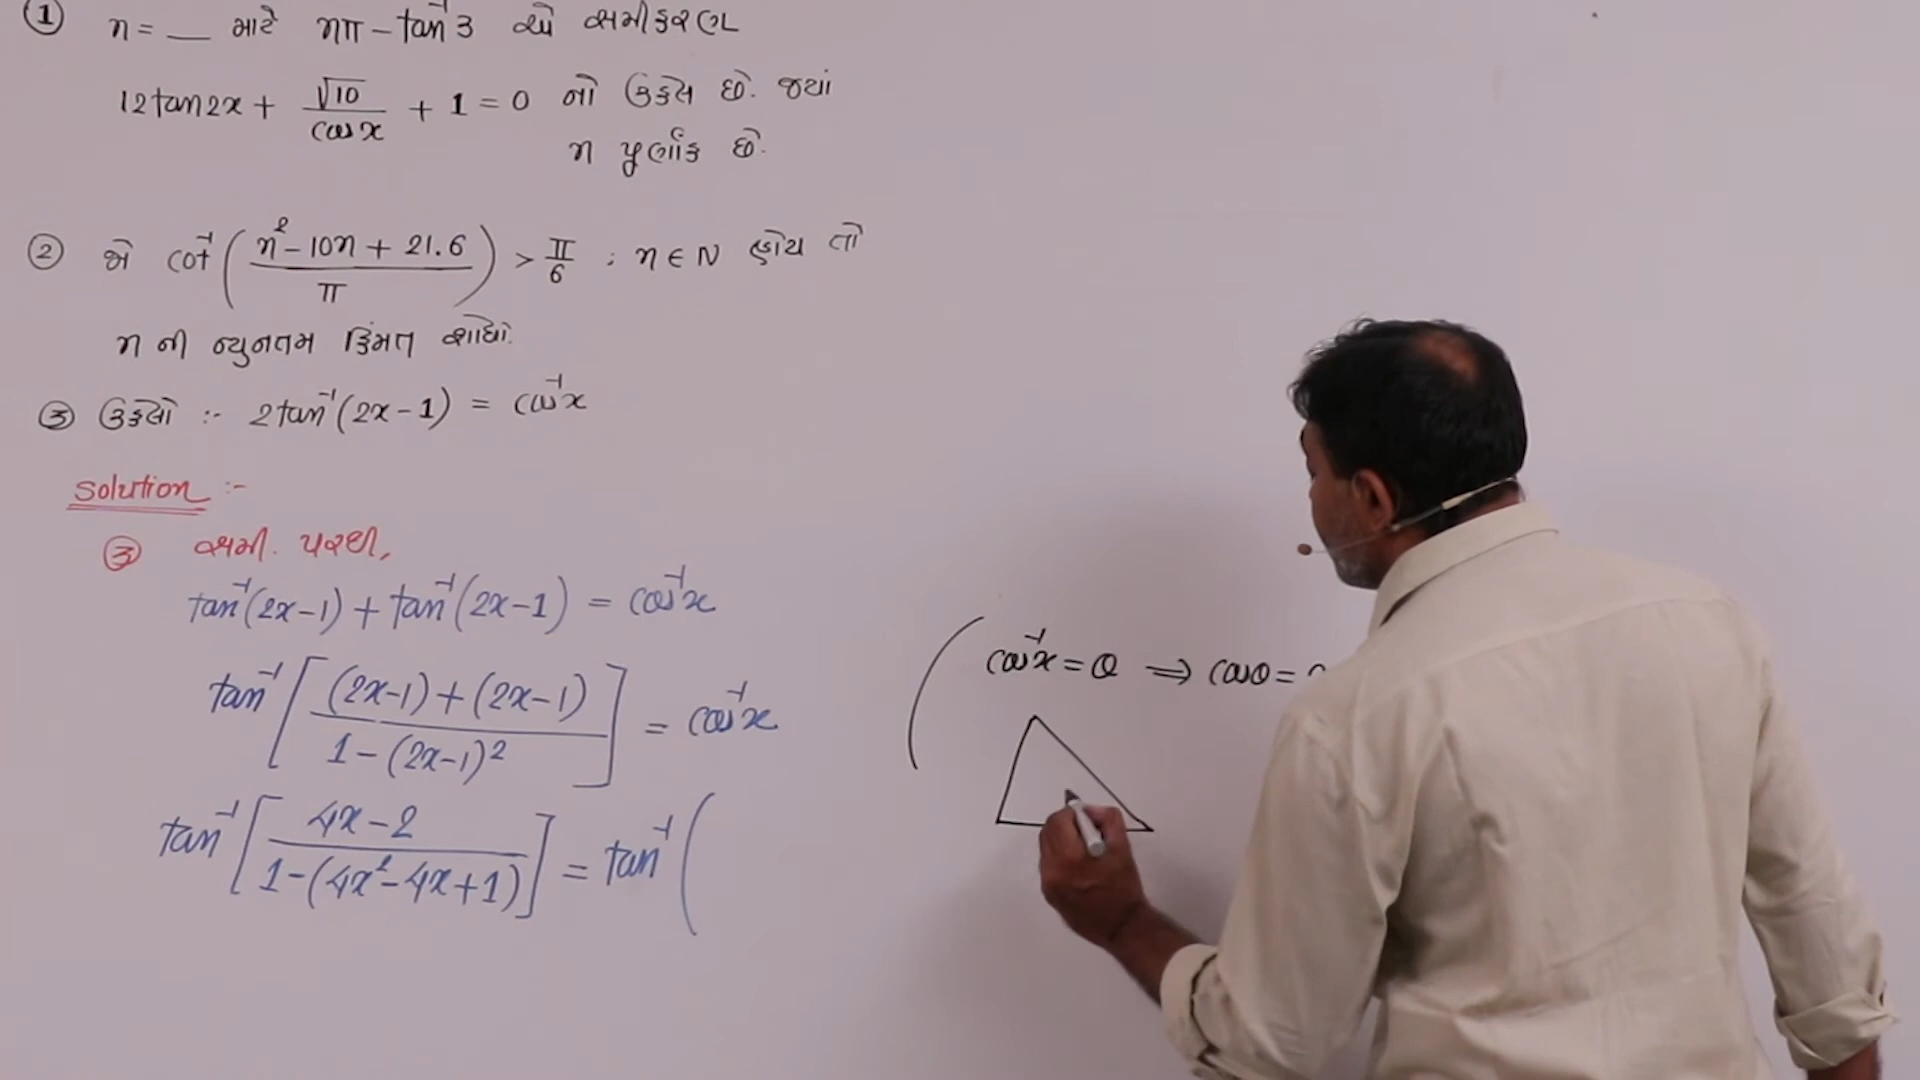 ① n = __ માટે nπ - tan⁻¹3 એ સમીકરણ
12tan2x + √10/cosx + 1 = 0 નો ઉકેલ છે. જ્યાં
n પુર્ણાંક છે.
② જો cot⁻¹((n²-10n+21.6)/π) > π/6 ; n ∈ N હોય તો
n ની ન્યુનતમ કિંમત શોધો.
③ ઉકેલો :- 2tan⁻¹(2x-1) = cos⁻¹x
Solution :-
③ સમી. પરથી,
tan⁻¹(2x-1) + tan⁻¹(2x-1) = cos⁻¹x
tan⁻¹[((2x-1)+(2x-1))/(1-(2x-1)²)] = cos⁻¹x
tan⁻¹[(4x-2)/(1-(4x²-4x+1))] = tan⁻¹(
(cos⁻¹x = θ ⇒ cosθ =